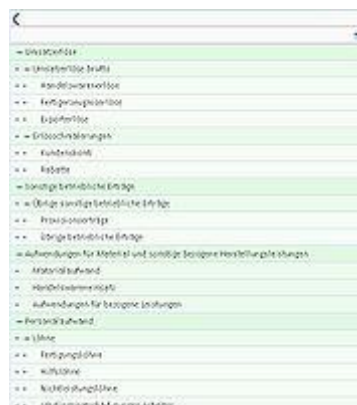 Umsatzerlöse
Umsatzerlöse brutto
Handelswarenerlöse
Fertigerzeugniserlöse
Exporterlöse
Erlösschmälerungen
Kundenskonti
Rabatte
Sonstige betriebliche Erträge
Übrige sonstige betriebliche Erträge
Provisionserträge
Übrige betriebliche Erträge
Aufwendungen für Material und sonstige bezogene Herstellungsleistungen
Materialaufwand
Handelswareneinsatz
Aufwendungen für bezogene Leistungen
Personalaufwand
Löhne
Fertigungslöhne
Hilfslöhne
Nichtleistungslöhne